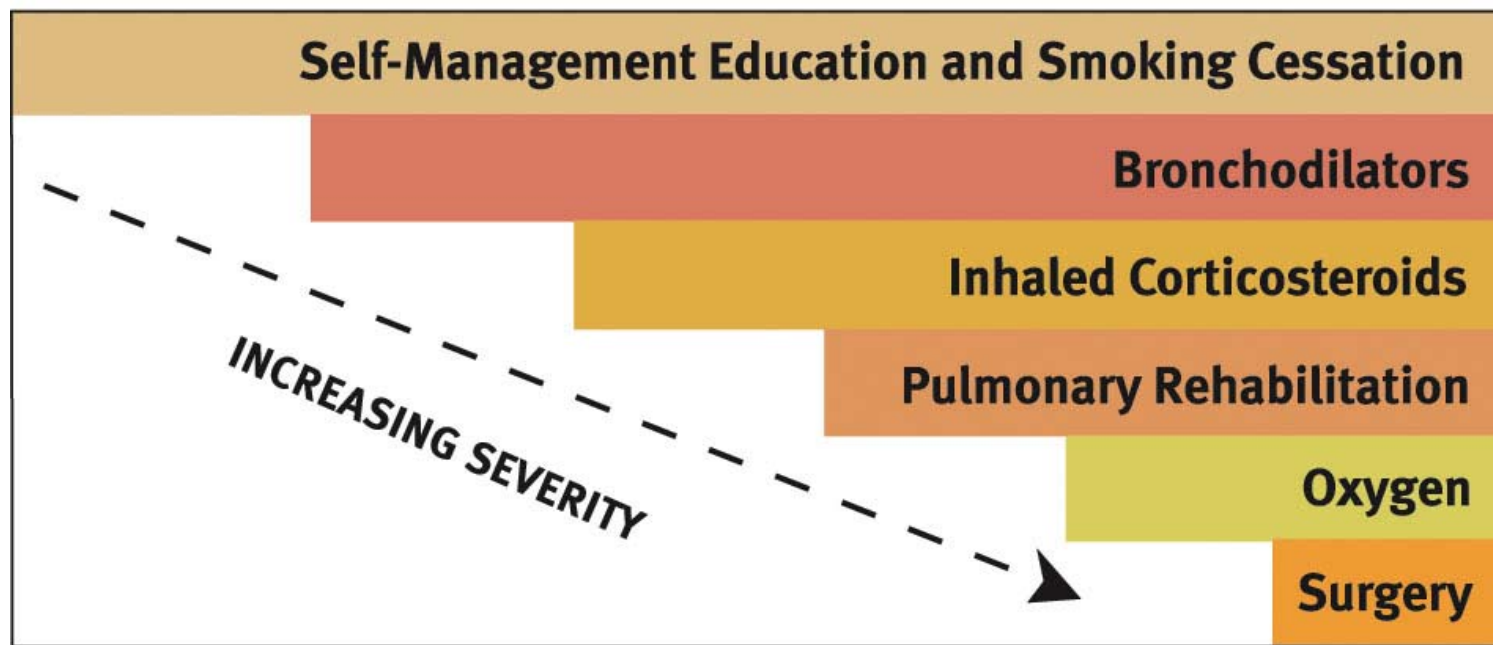 Self-Management Education and Smoking Cessation
Bronchodilators
Inhaled Corticosteroids
Pulmonary Rehabilitation
Oxygen
Surgery
INCREASING SEVERITY